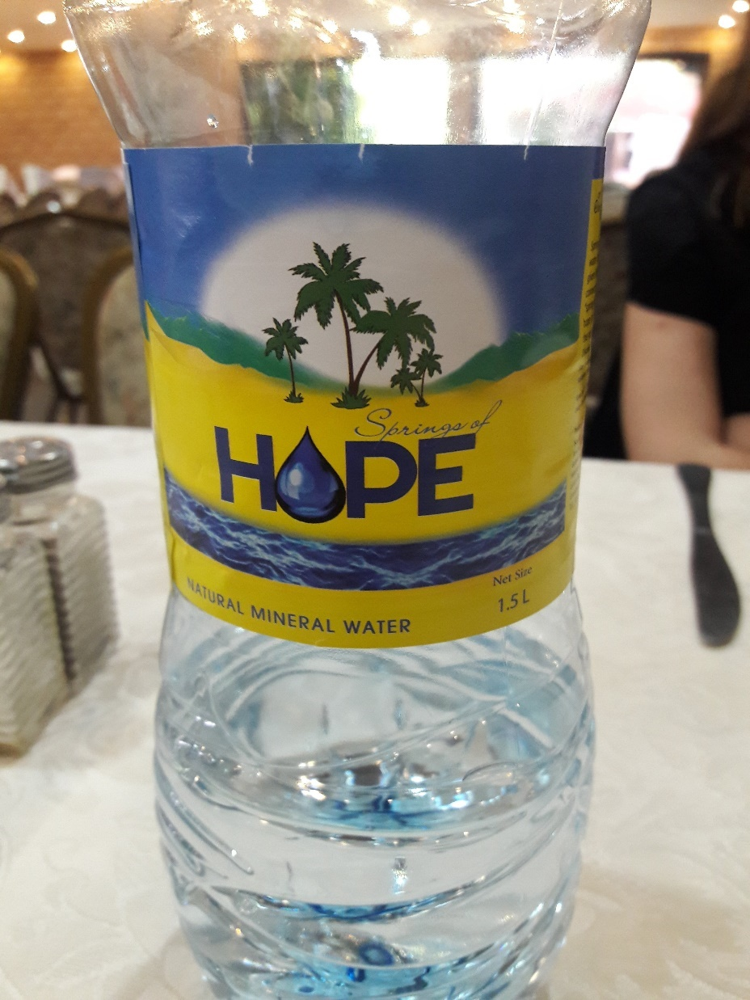 Springs of
HOPE
Net Size
1.5 L
NATURAL MINERAL WATER